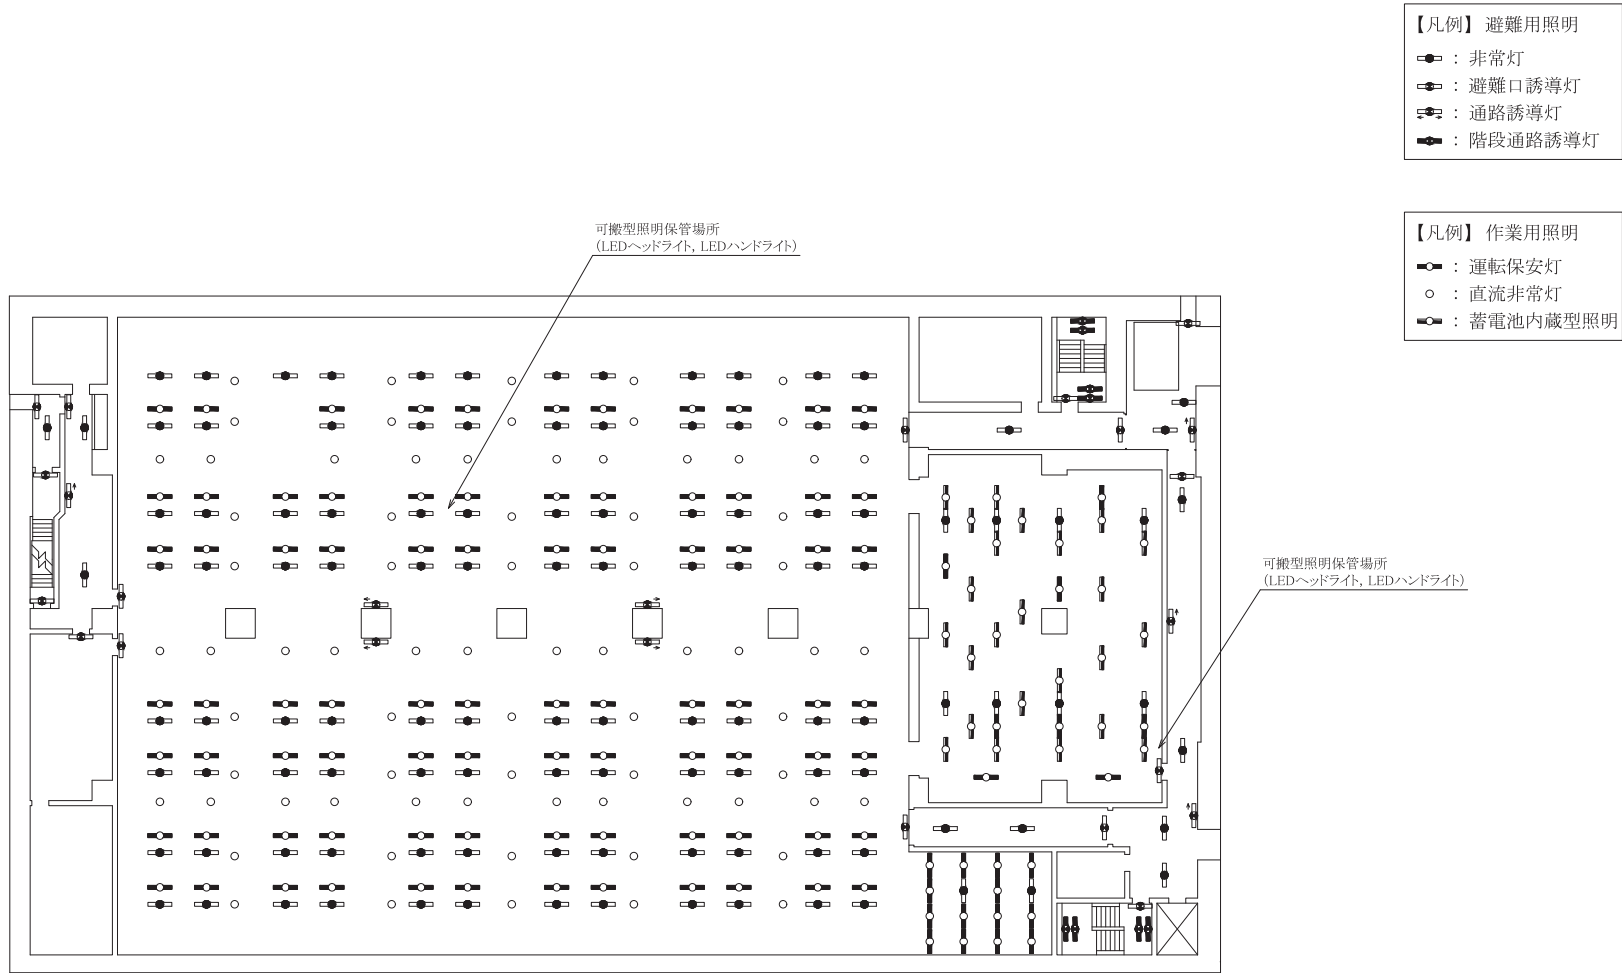 【凡例】 避難用照明
： 非常灯
： 避難口誘導灯
： 通路誘導灯
： 階段通路誘導灯
【凡例】 作業用照明
： 運転保安灯
： 直流非常灯
： 蓄電池内蔵型照明
可搬型照明保管場所
（LEDヘッドライト, LEDハンドライト）
可搬型照明保管場所
（LEDヘッドライト, LEDハンドライト）